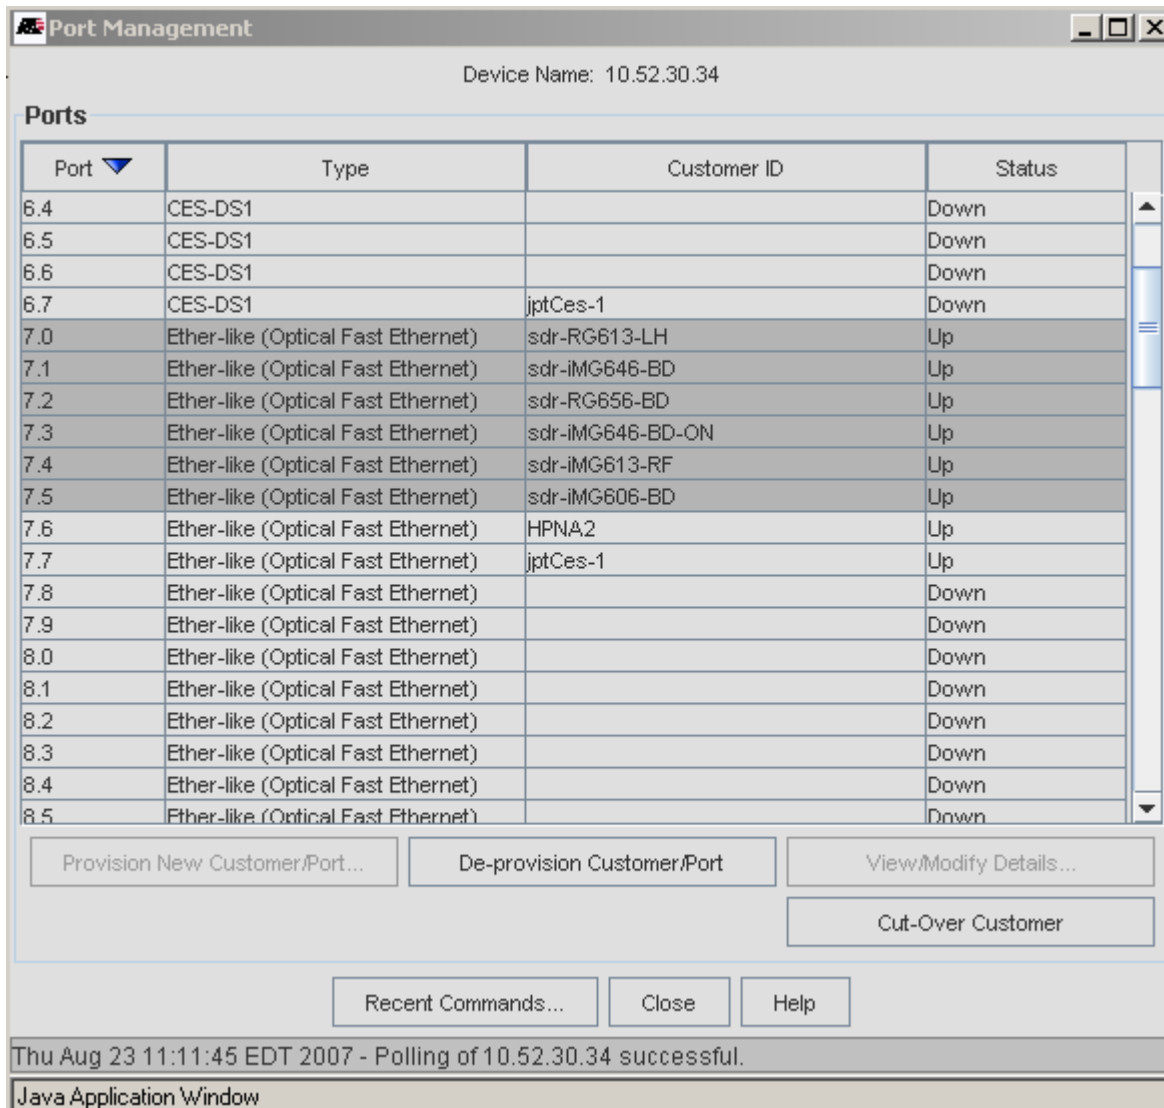 Port Management
Device Name: 10.52.30.34
Ports
Port Type Customer ID Status
6.4 CES-DS1 Down
6.5 CES-DS1 Down
6.6 CES-DS1 Down
6.7 CES-DS1 jptCes-1 Down
7.0 Ether-like (Optical Fast Ethernet) sdr-RG613-LH Up
7.1 Ether-like (Optical Fast Ethernet) sdr-iMG646-BD Up
7.2 Ether-like (Optical Fast Ethernet) sdr-RG656-BD Up
7.3 Ether-like (Optical Fast Ethernet) sdr-iMG646-BD-ON Up
7.4 Ether-like (Optical Fast Ethernet) sdr-iMG613-RF Up
7.5 Ether-like (Optical Fast Ethernet) sdr-iMG606-BD Up
7.6 Ether-like (Optical Fast Ethernet) HPNA2 Up
7.7 Ether-like (Optical Fast Ethernet) jptCes-1 Up
7.8 Ether-like (Optical Fast Ethernet) Down
7.9 Ether-like (Optical Fast Ethernet) Down
8.0 Ether-like (Optical Fast Ethernet) Down
8.1 Ether-like (Optical Fast Ethernet) Down
8.2 Ether-like (Optical Fast Ethernet) Down
8.3 Ether-like (Optical Fast Ethernet) Down
8.4 Ether-like (Optical Fast Ethernet) Down
8.5 Ether-like (Optical Fast Ethernet) Down
Provision New Customer/Port... De-provision Customer/Port View/Modify Details...
Cut-Over Customer
Recent Commands... Close Help
Thu Aug 23 11:11:45 EDT 2007 - Polling of 10.52.30.34 successful.
Java Application Window